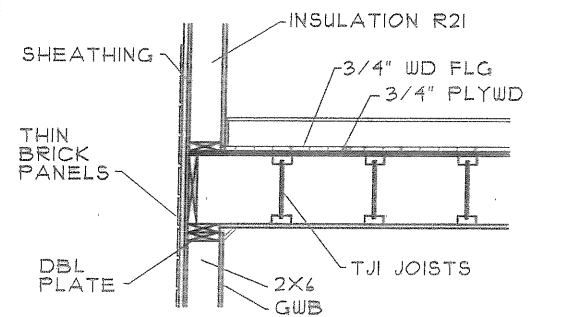 INSULATION R21
SHEATHING
3/4" WD FLG
3/4" PLYWD
THIN
BRICK
PANELS
DBL
PLATE
TJI JOISTS
2X6
GWB